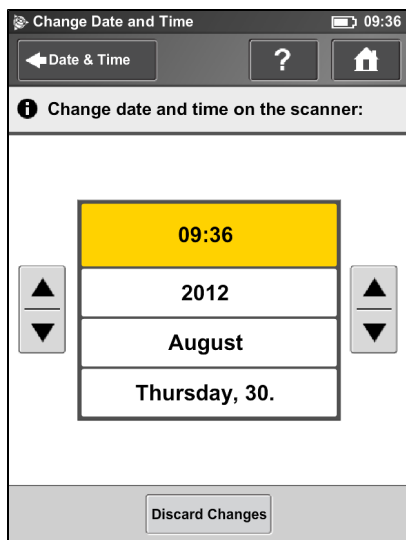 Change Date and Time 09:36
Date & Time ?
Change date and time on the scanner:
09:36
2012
August
Thursday, 30.
Discard Changes